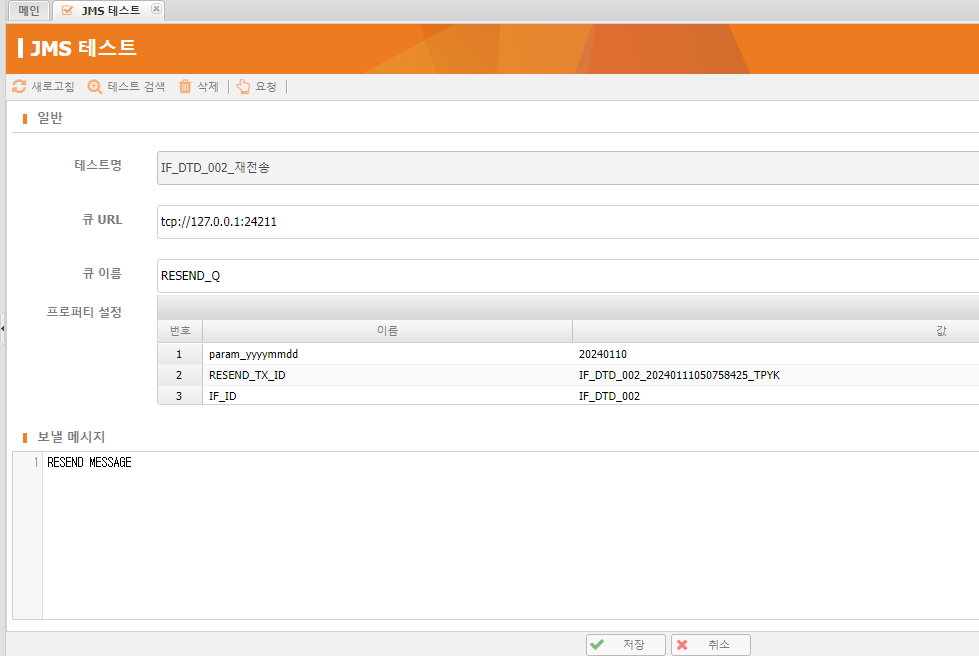 메인 JMS 테스트
JMS 테스트
새로고침 테스트 검색 삭제 요청
일반
테스트명 IF_DTD_002_재전송
큐 URL tcp://127.0.0.1:24211
큐 이름 RESEND_Q
프로퍼티 설정
번호 이름 값
1 param_yyyymmdd 20240110
2 RESEND_TX_ID IF_DTD_002_20240111050758425_TPYK
3 IF_ID IF_DTD_002
보낼 메시지
1 RESEND MESSAGE
저장 취소